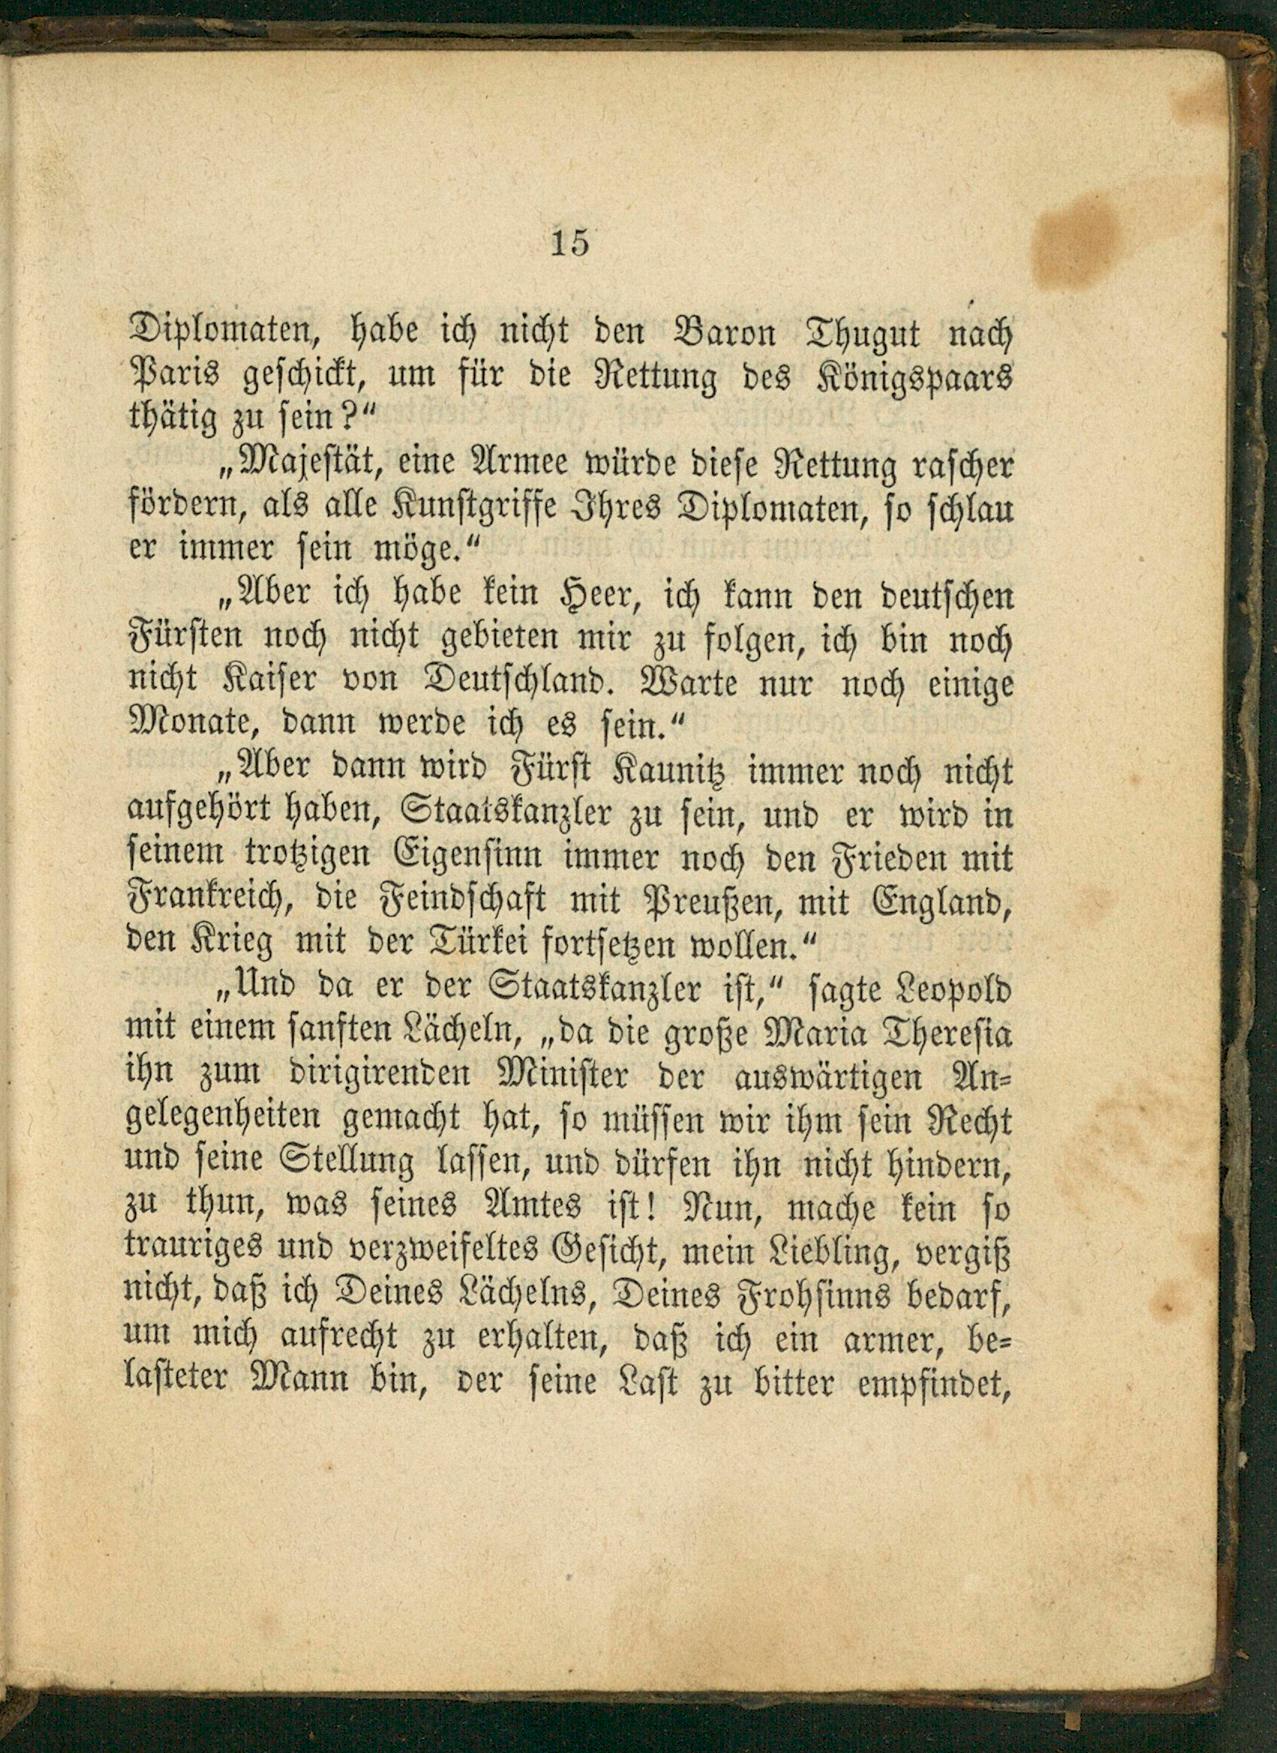 15
Diplomaten, habe ich nicht den Baron Thugut nach
Paris geschickt, um für die Rettung des Königspaars
thätig zu sein?“
„Majestät, eine Armee würde diese Rettung rascher
fördern, als alle Kunstgriffe Ihres Diplomaten, so schlau
er immer sein möge.“
„Aber ich habe kein Heer, ich kann den deutschen
Fürsten noch nicht gebieten mir zu folgen, ich bin noch
nicht Kaiser von Deutschland. Warte nur noch einige
Monate, dann werde ich es sein.“
„Aber dann wird Fürst Kaunitz immer noch nicht
aufgehört haben, Staatskanzler zu sein, und er wird in
seinem trotzigen Eigensinn immer noch den Frieden mit
Frankreich, die Feindschaft mit Preußen, mit England,
den Krieg mit der Türkei fortsetzen wollen.“
„Und da er der Staatskanzler ist,“ sagte Leopold
mit einem sanften Lächeln, „da die große Maria Theresia
ihn zum dirigirenden Minister der auswärtigen An-
gelegenheiten gemacht hat, so müssen wir ihm sein Recht
und seine Stellung lassen, und dürfen ihn nicht hindern,
zu thun, was seines Amtes ist! Nun, mache kein so
trauriges und verzweifeltes Gesicht, mein Liebling, vergiß
nicht, daß ich Deines Lächelns, Deines Frohsinns bedarf,
um mich aufrecht zu erhalten, daß ich ein armer, be-
lasteter Mann bin, der seine Last zu bitter empfindet,